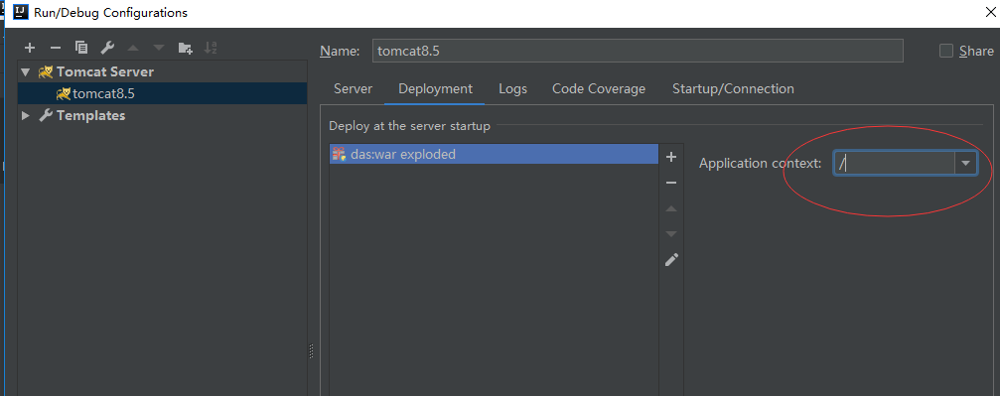 Run/Debug Configurations
Name: tomcat8.5 Share
Tomcat Server
tomcat8.5
Templates
Server Deployment Logs Code Coverage Startup/Connection
Deploy at the server startup
das:war exploded
Application context: /